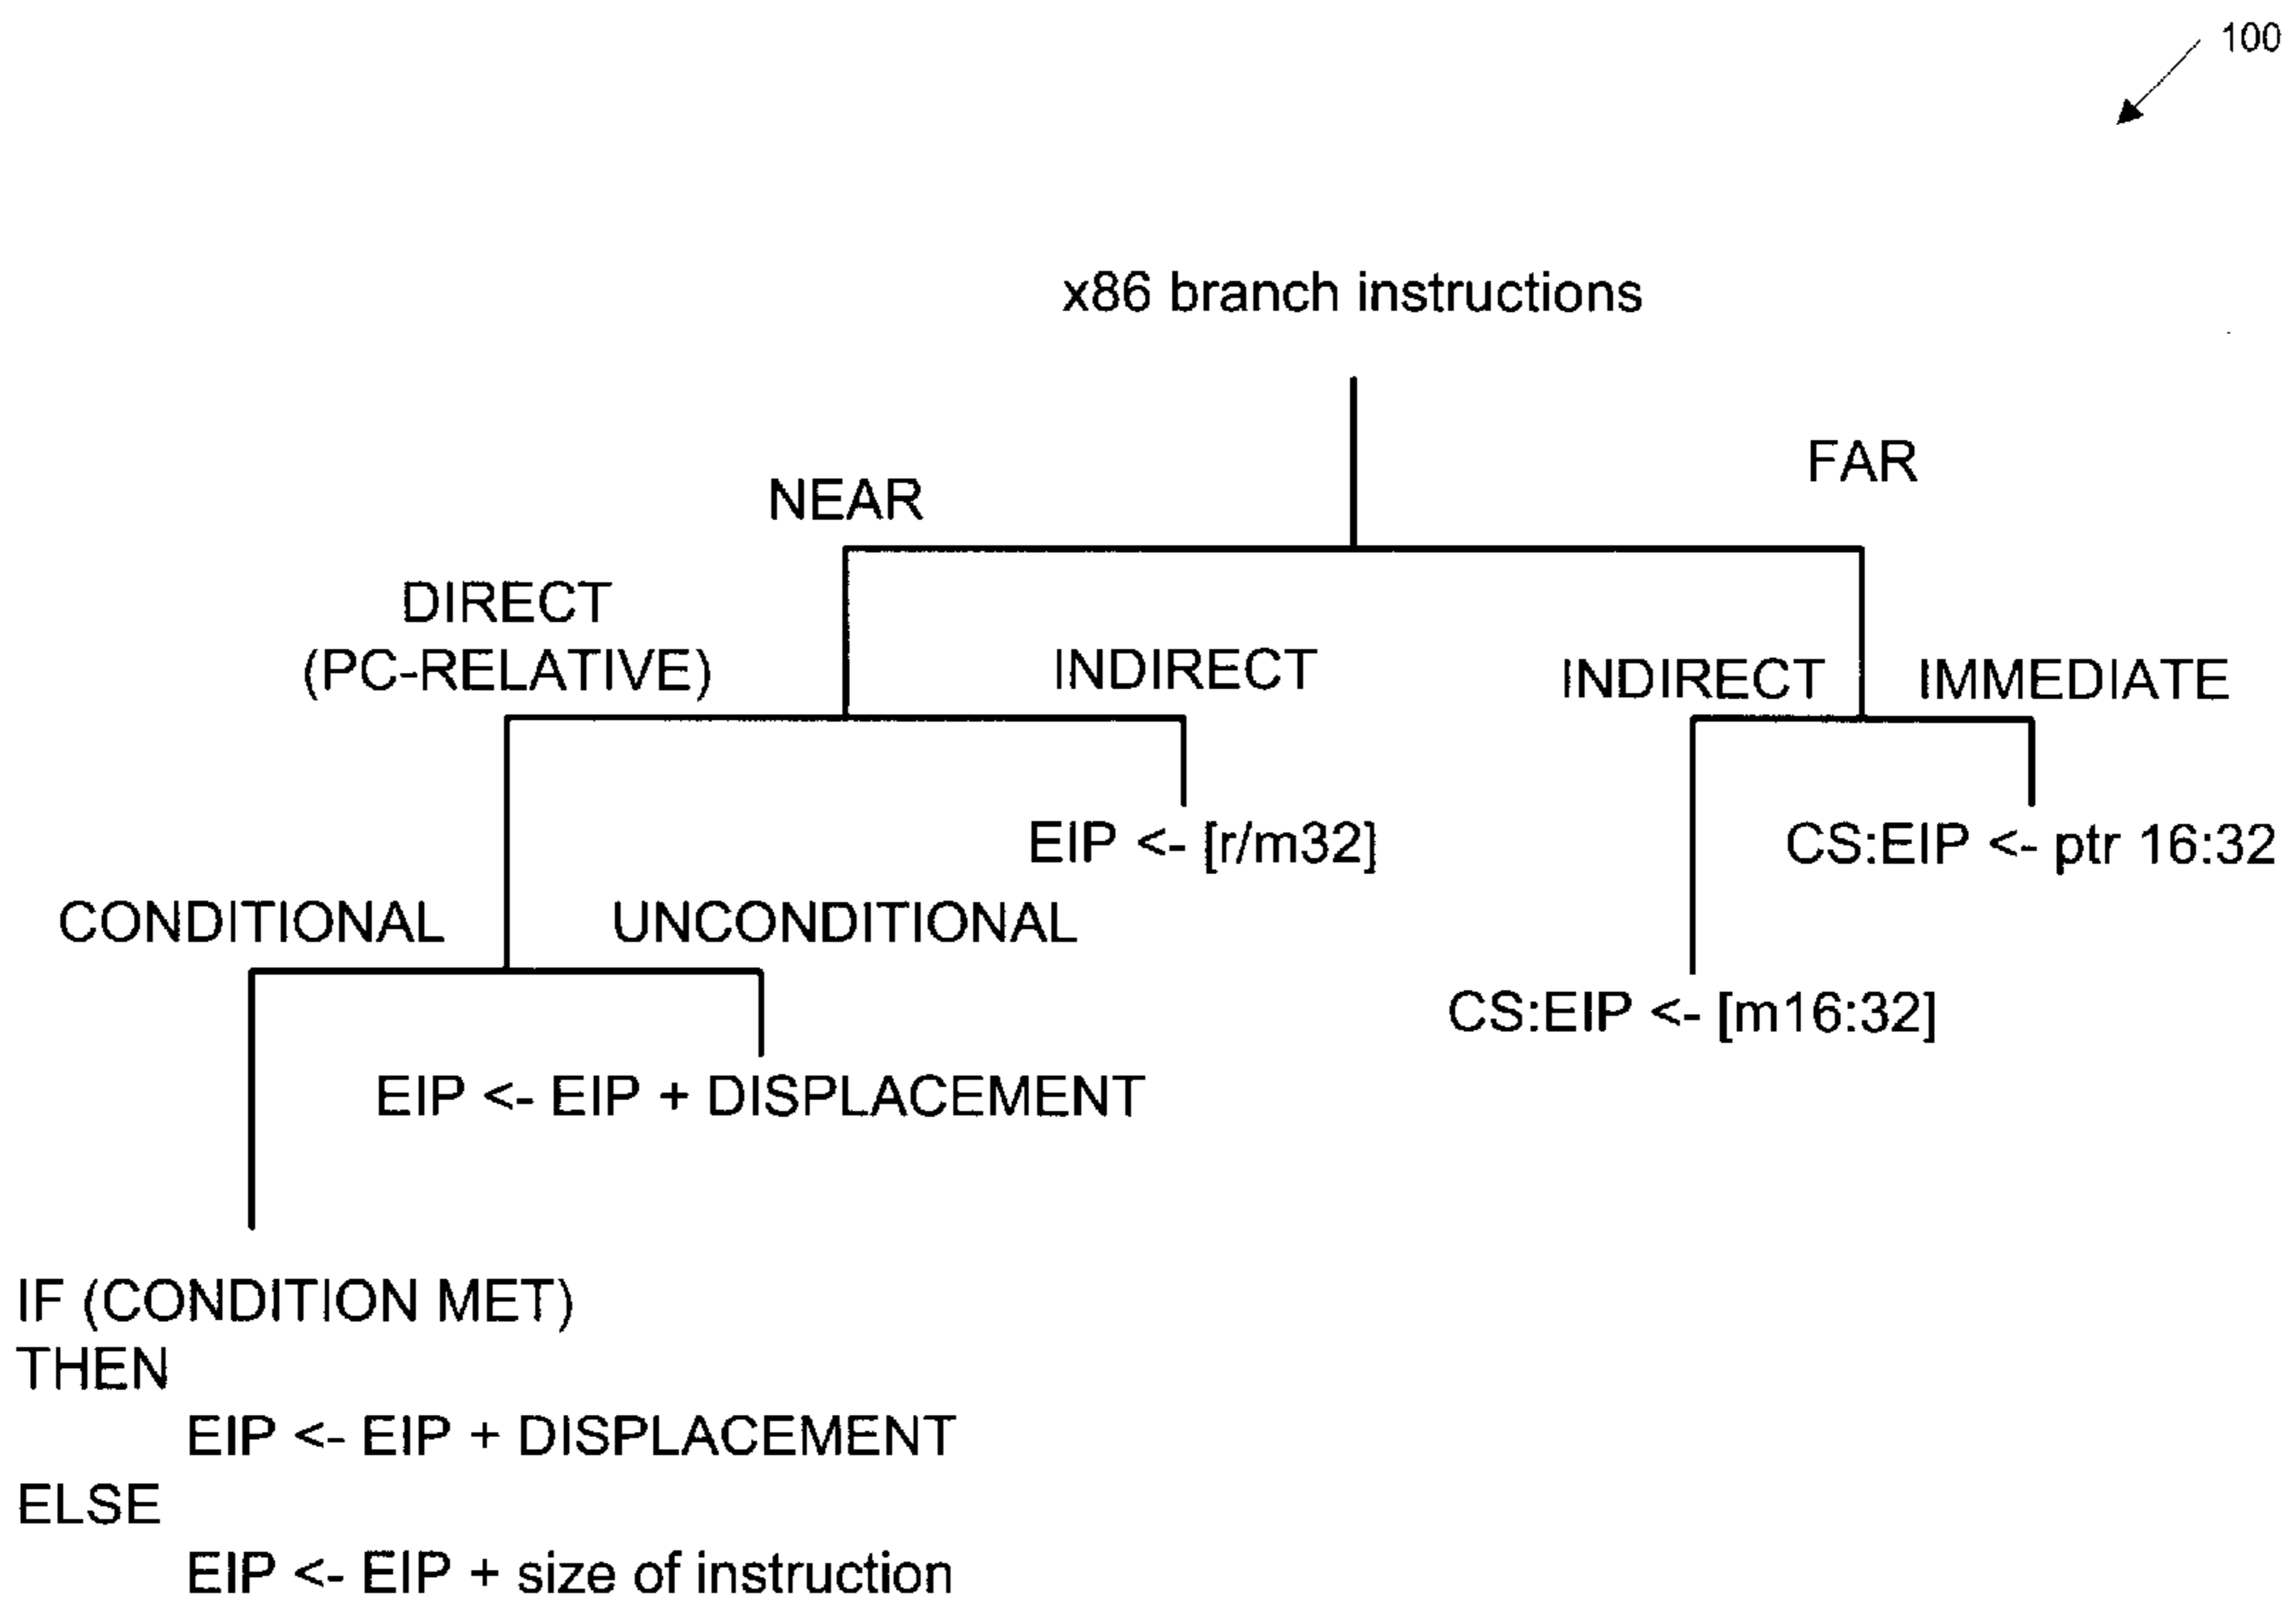 100
x86 branch instructions
FAR
NEAR
DIRECT
(PC-RELATIVE)
INDIRECT
INDIRECT
IMMEDIATE
EIP <- [r/m32]
CS:EIP <- ptr 16:32
CONDITIONAL
UNCONDITIONAL
CS:EIP <- [m16:32]
EIP <- EIP + DISPLACEMENT
IF (CONDITION MET)
THEN
EIP <- EIP + DISPLACEMENT
ELSE
EIP <- EIP + size of instruction